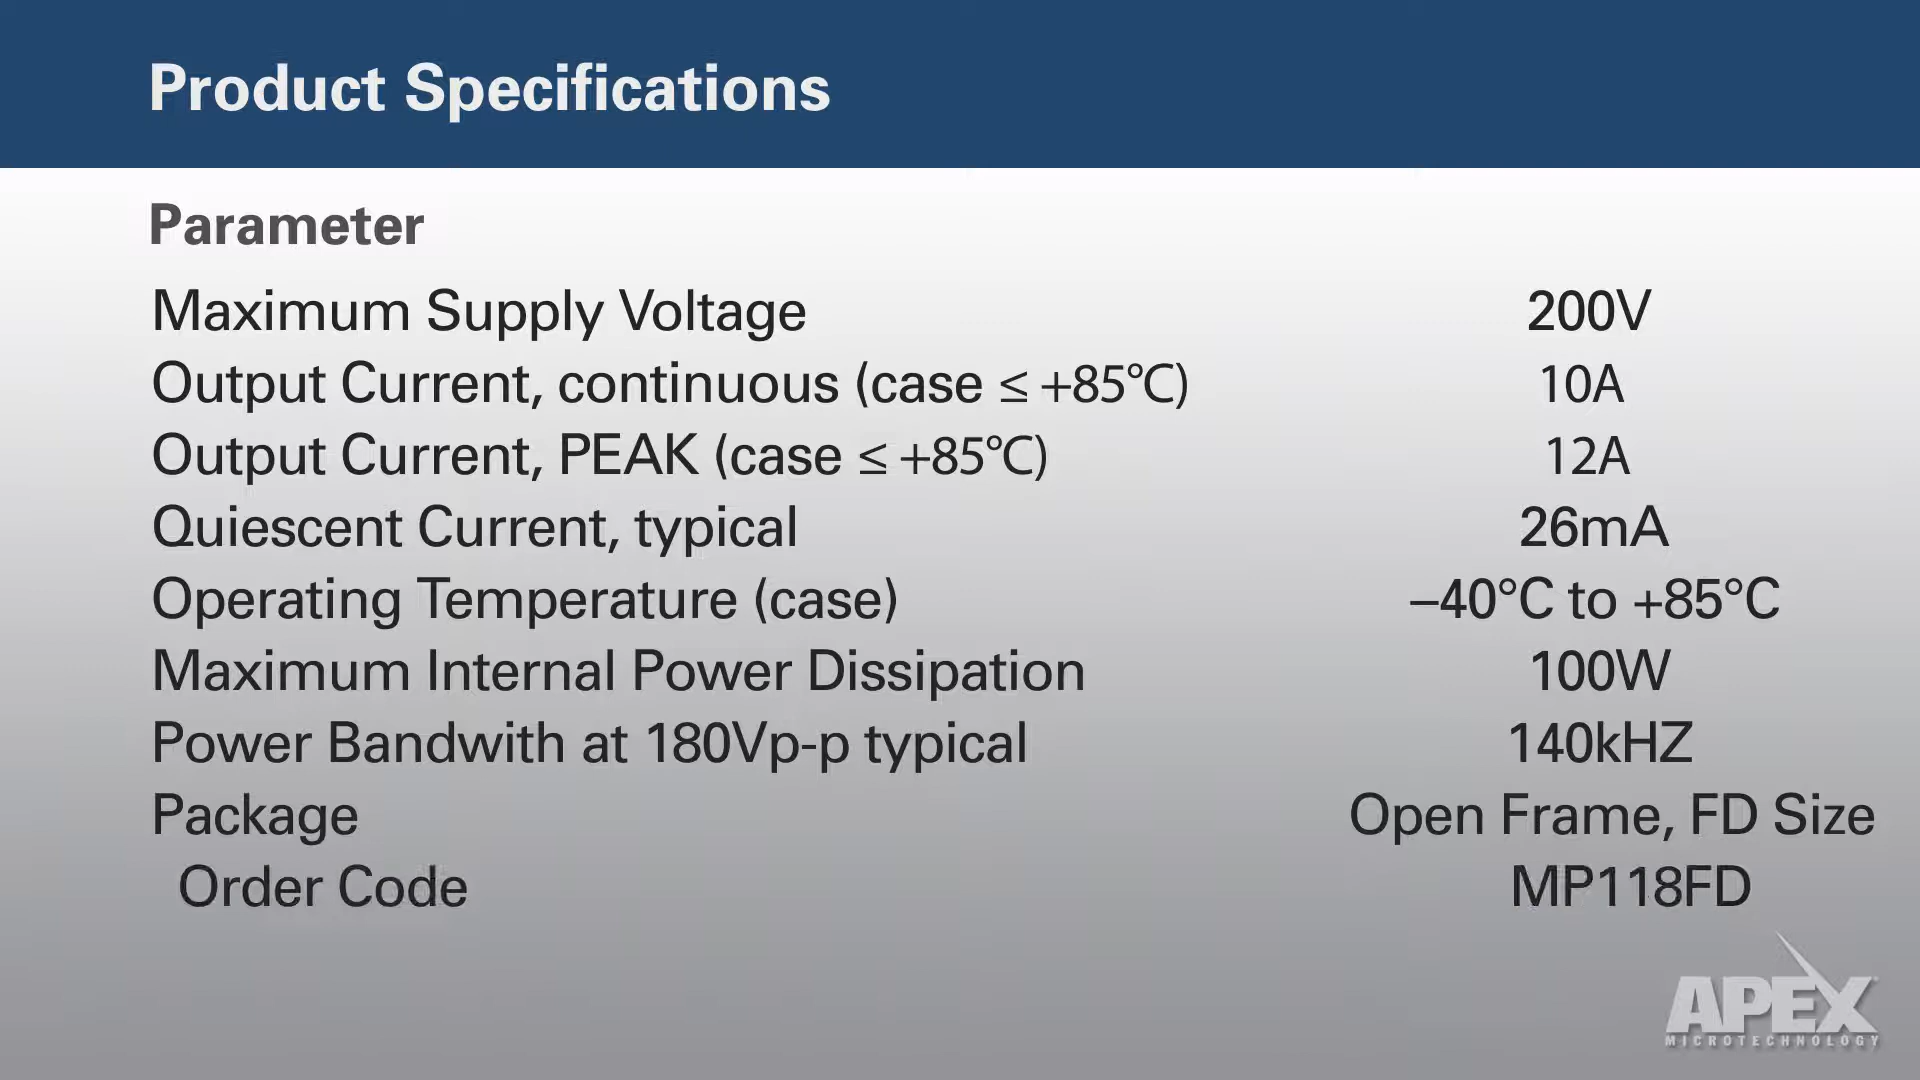 Product Specifications
Parameter
Maximum Supply Voltage 200V
Output Current, continuous (case ≤ +85°C) 10A
Output Current, PEAK (case ≤ +85°C) 12A
Quiescent Current, typical 26mA
Operating Temperature (case) –40°C to +85°C
Maximum Internal Power Dissipation 100W
Power Bandwith at 180Vp-p typical 140kHZ
Package Open Frame, FD Size
Order Code MP118FD
APEX
MICROTECHNOLOGY